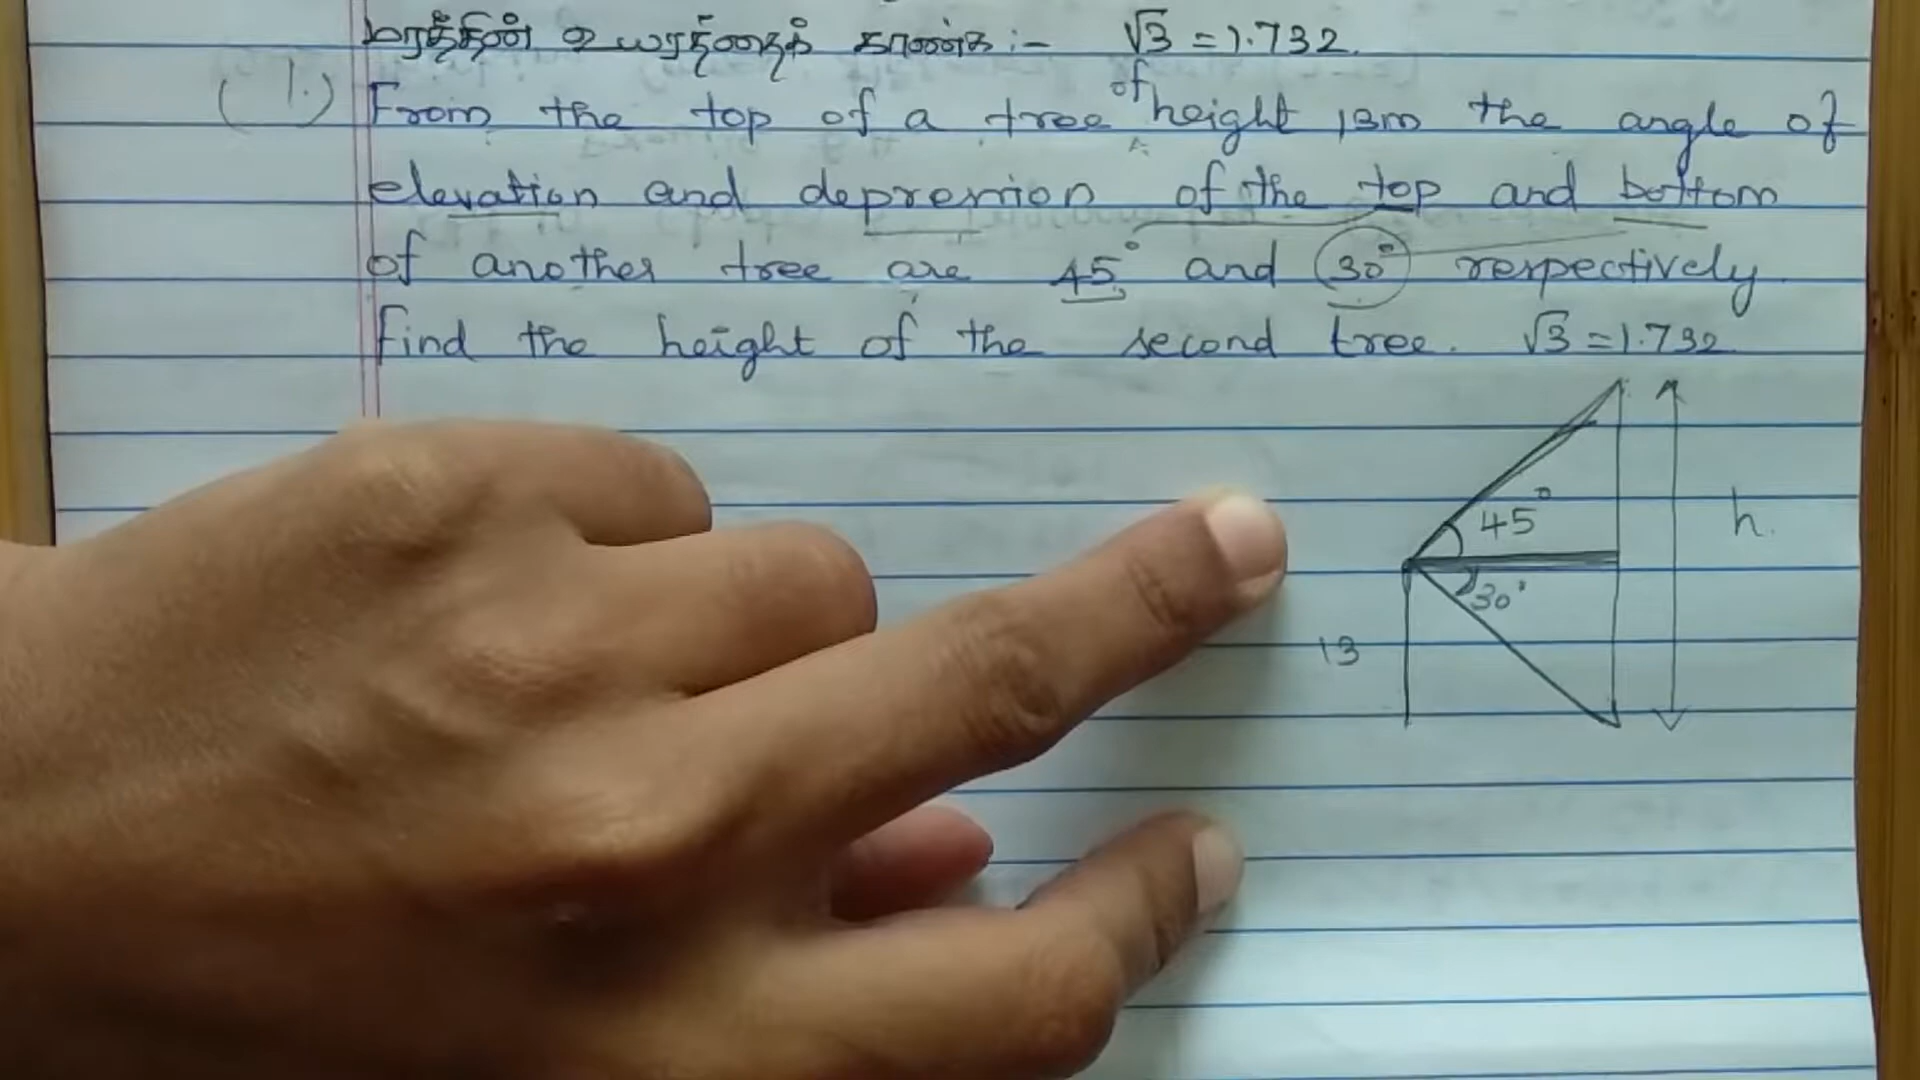 மரத்தின் உயரத்தைக் காண்க :- √3 = 1.732.
(1.) From the top of a tree of height 13m the angle of
elevation and depression of the top and bottom
of another tree are 45° and 30° respectively.
Find the height of the second tree. √3 = 1.732
45°
h.
30°
13